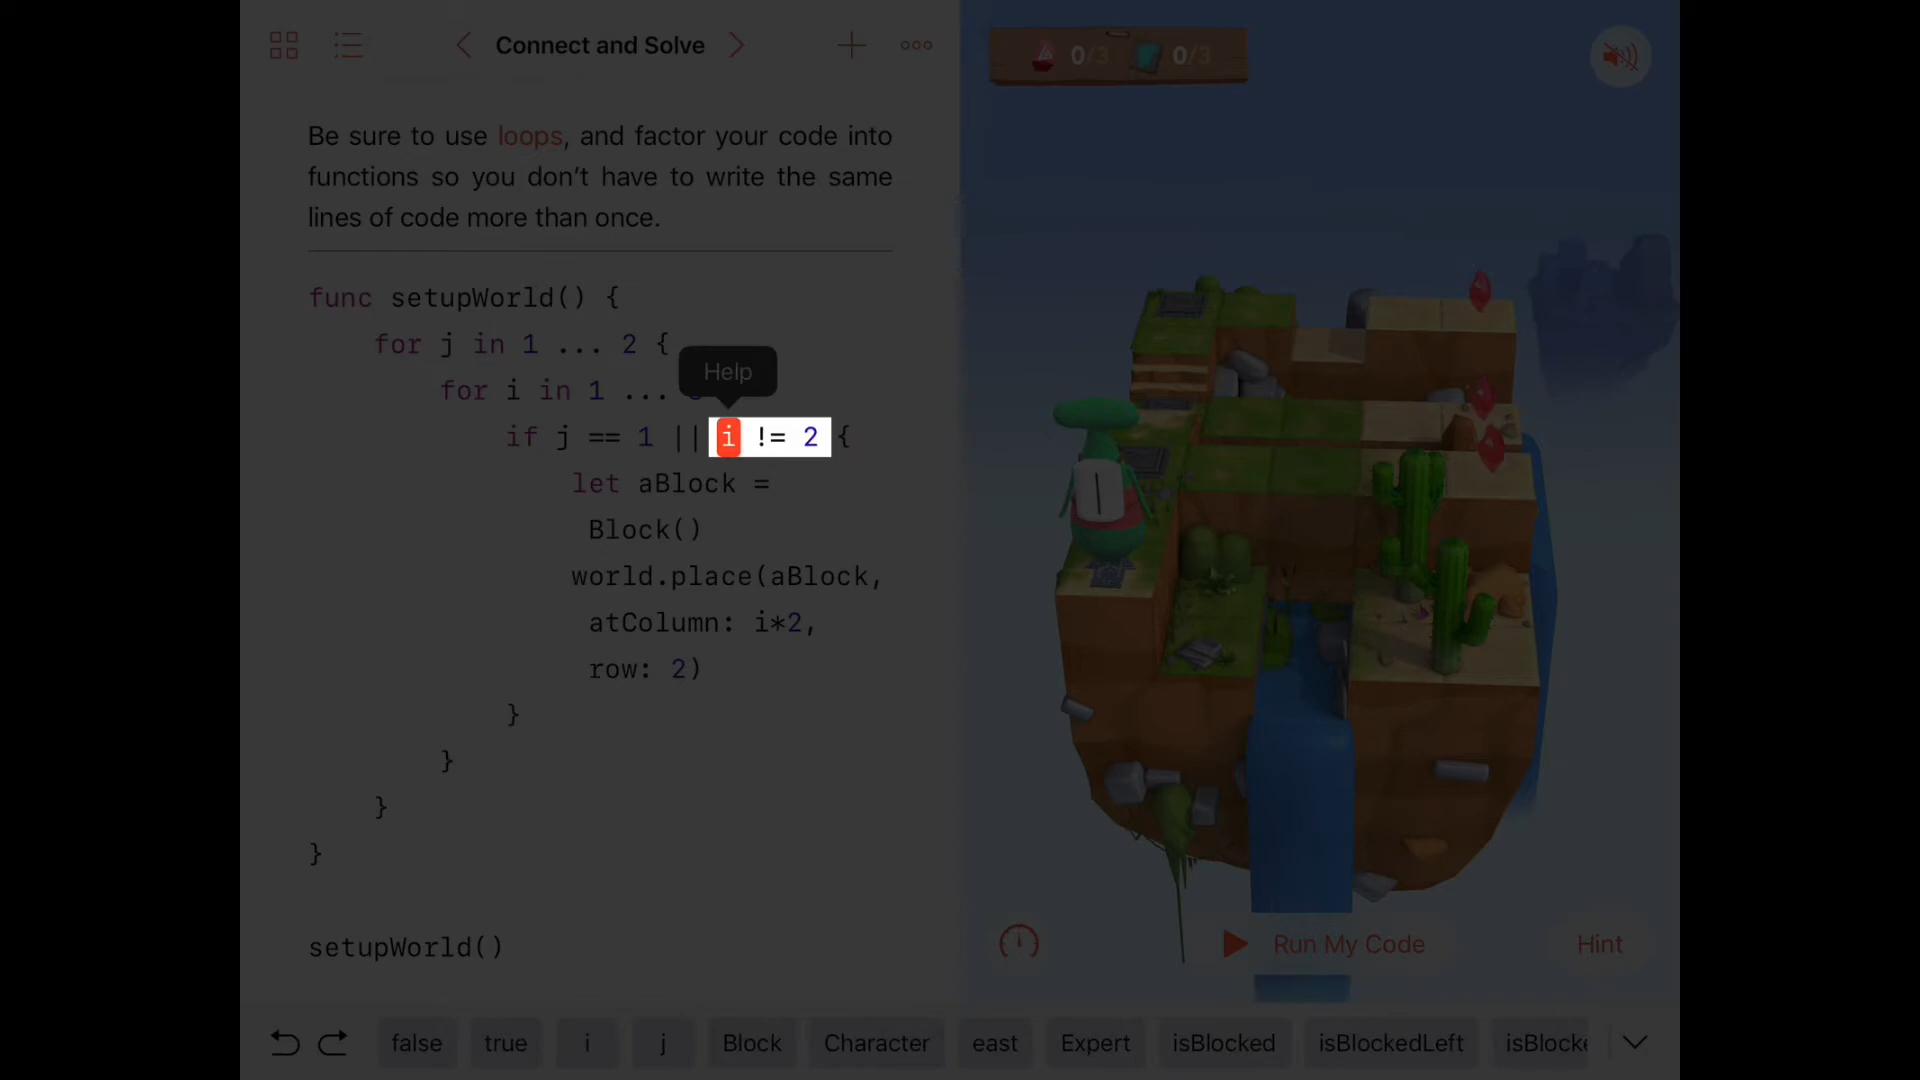 Connect and Solve
0/3 0/3
Be sure to use loops, and factor your code into
functions so you don’t have to write the same
lines of code more than once.
func setupWorld() {
for j in 1 ... 2 {
Help
for i in 1 ...
if j == 1 || i != 2 {
let aBlock =
Block()
world.place(aBlock,
atColumn: i*2,
row: 2)
}
}
}
}
setupWorld()
Run My Code
Hint
false true i j Block Character east Expert isBlocked isBlockedLeft isBlocke